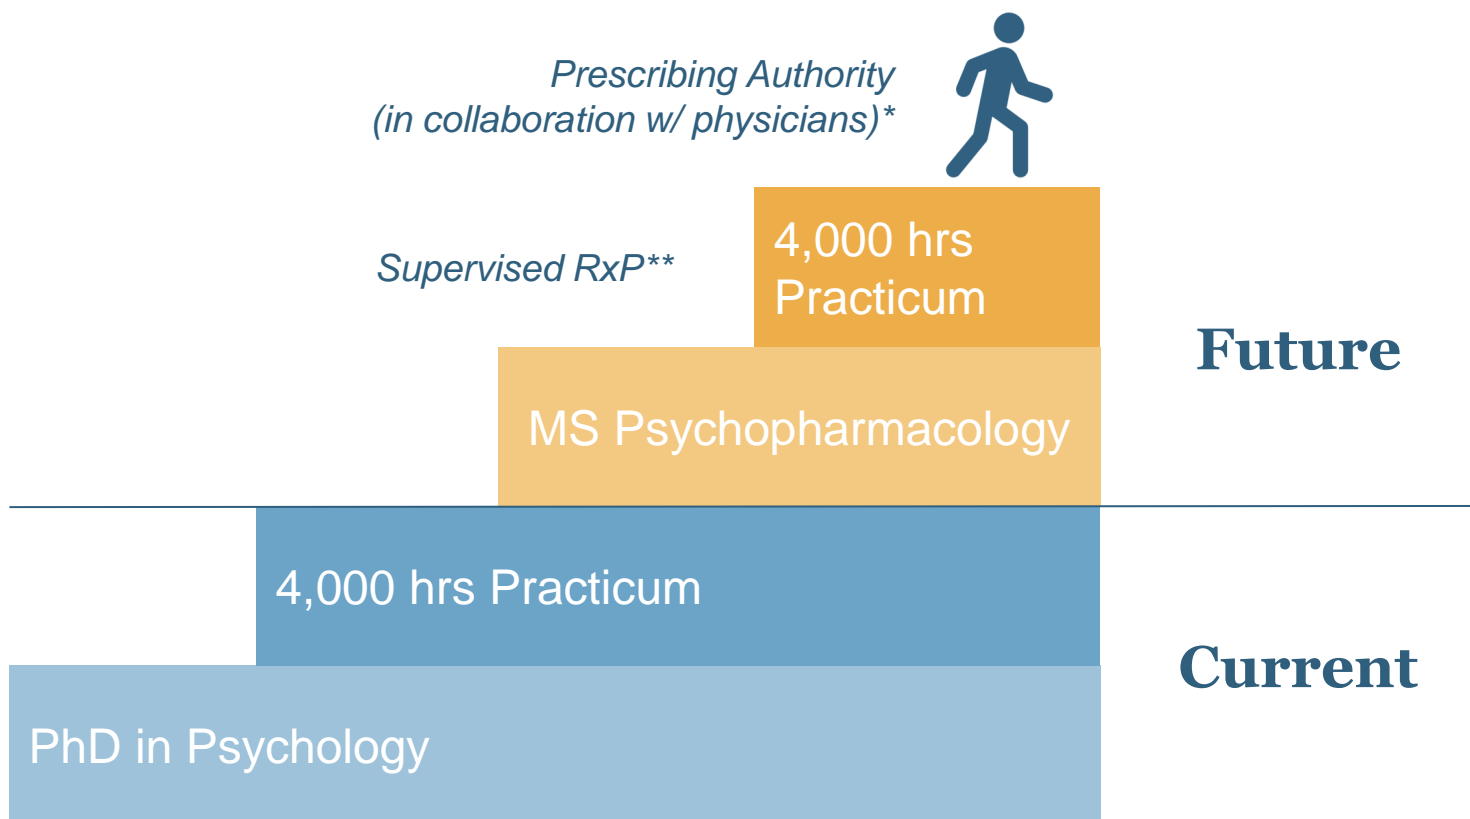 Prescribing Authority
(in collaboration w/ physicians)*
4,000 hrs
Practicum
Supervised RxP**
Future
MS Psychopharmacology
4,000 hrs Practicum
Current
PhD in Psychology